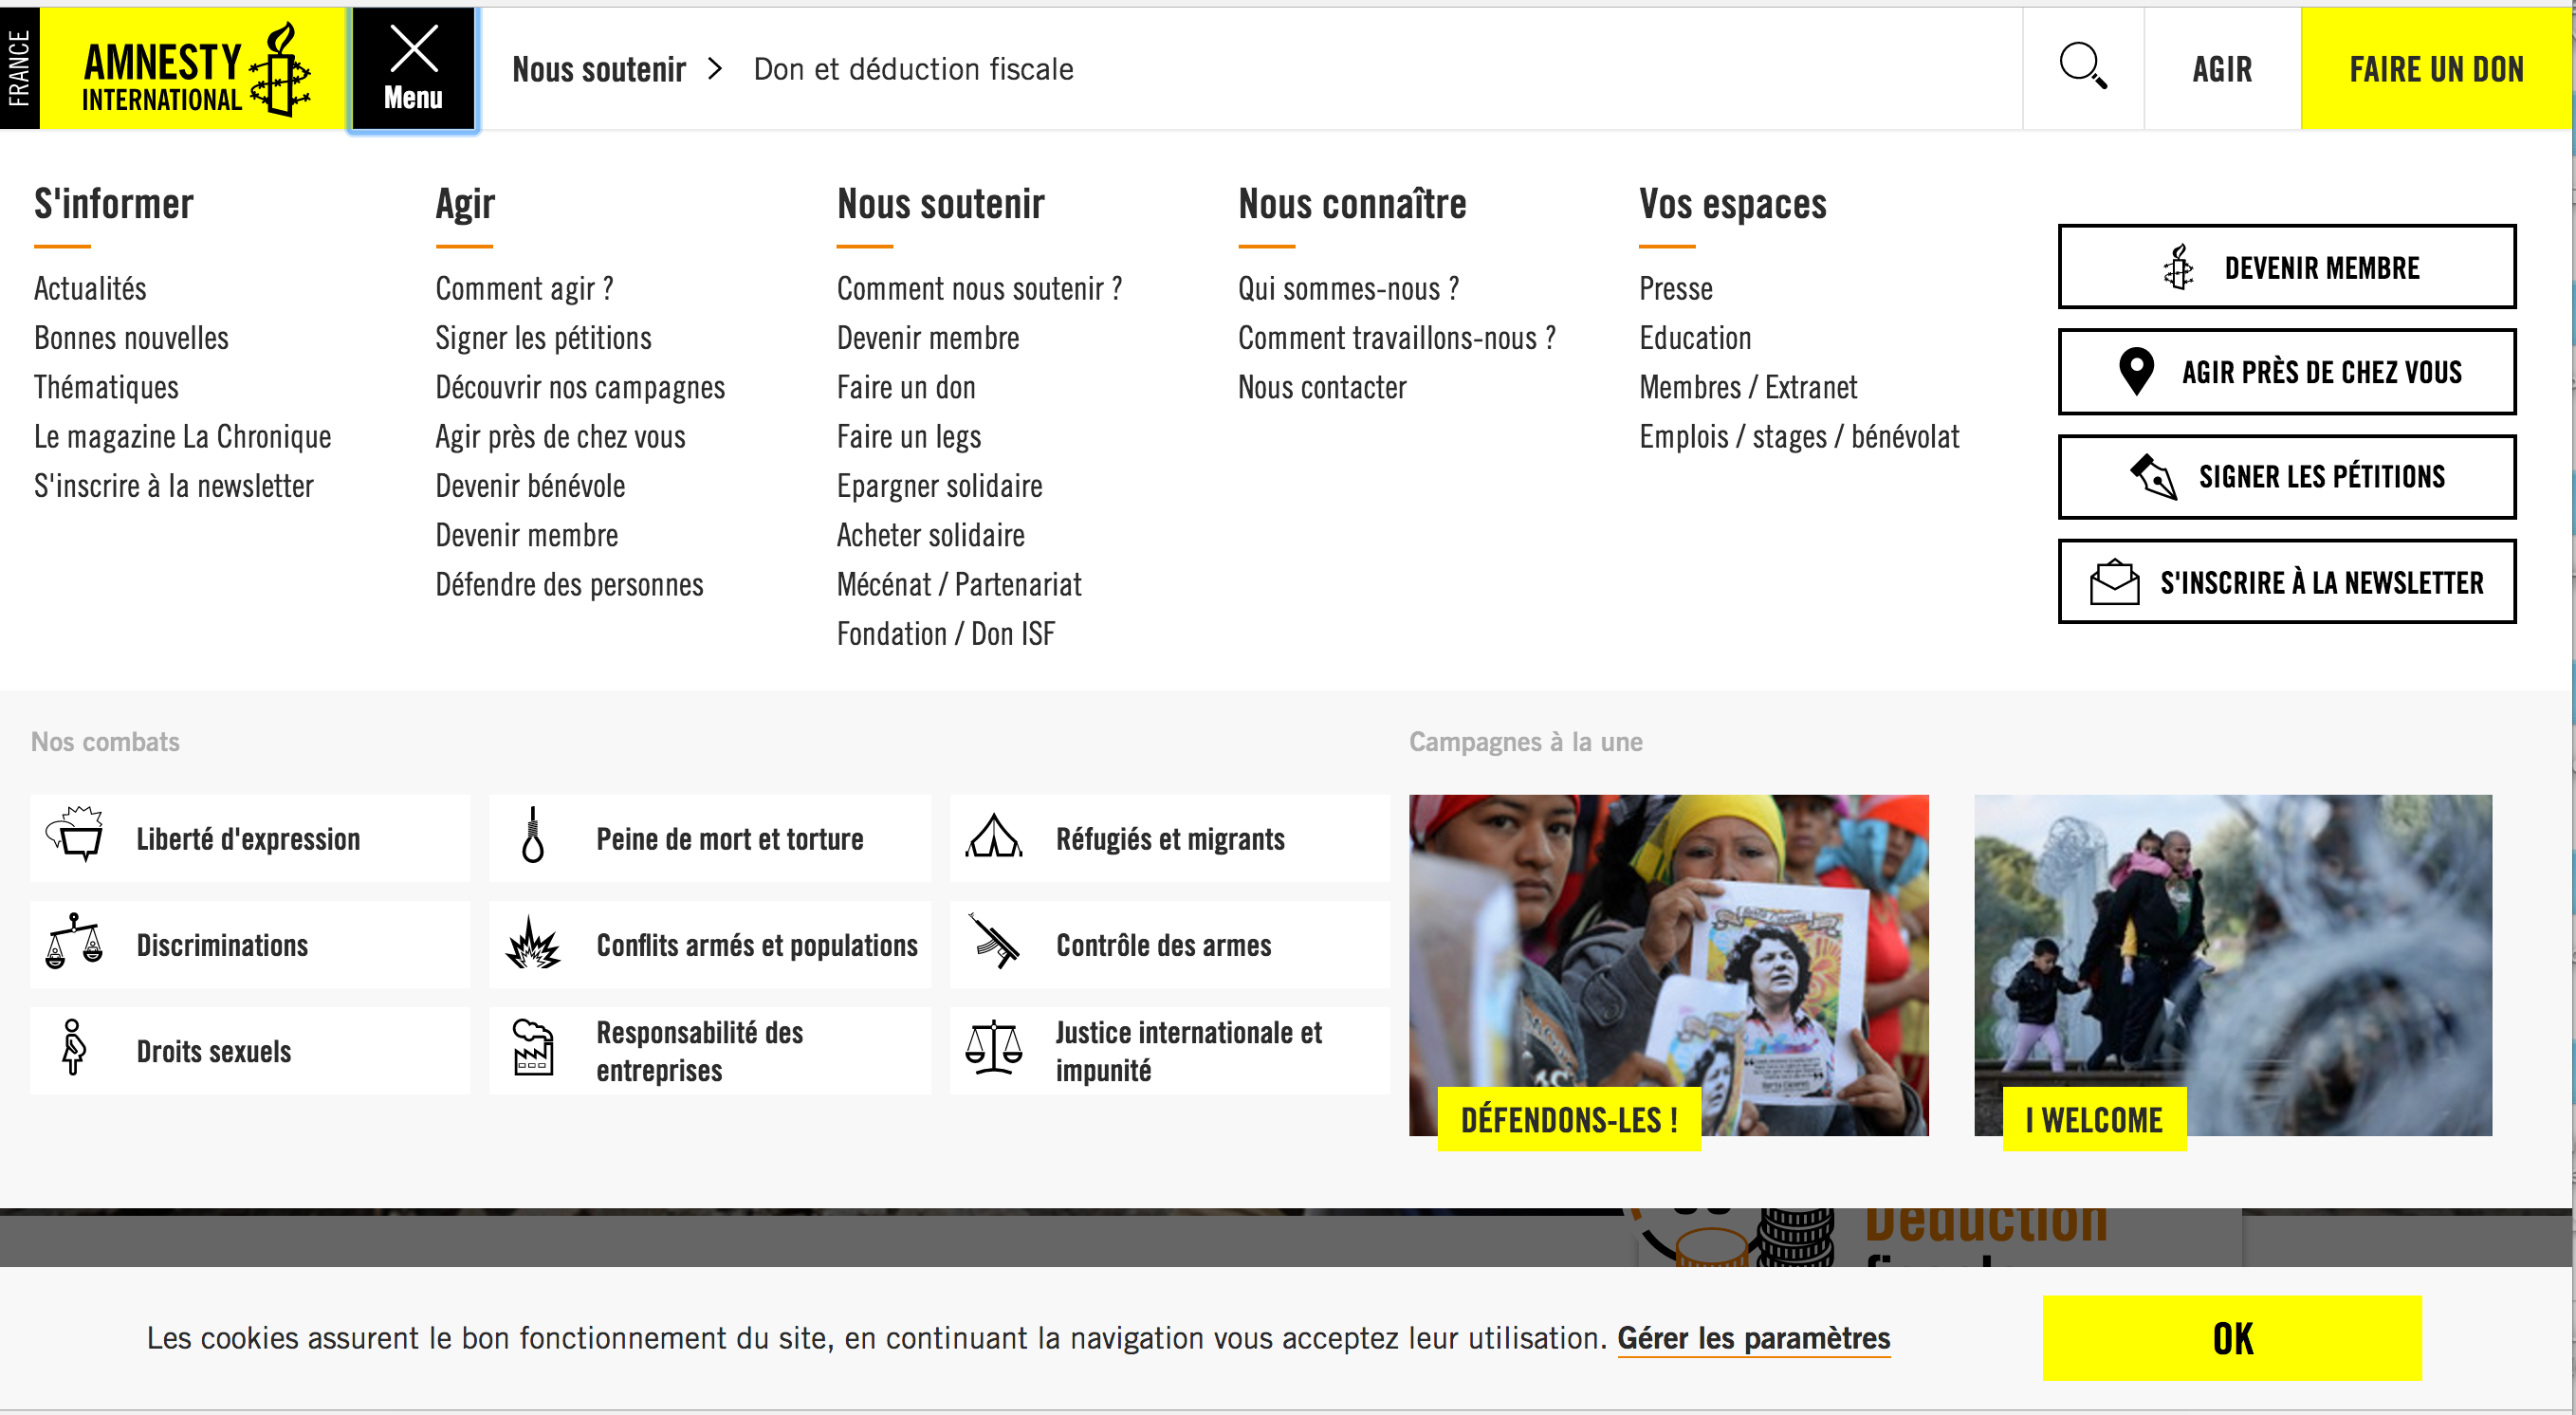 FRANCE
AMNESTY
INTERNATIONAL
Menu
Nous soutenir > Don et déduction fiscale
AGIR
FAIRE UN DON
S'informer
Actualités
Bonnes nouvelles
Thématiques
Le magazine La Chronique
S'inscrire à la newsletter
Agir
Comment agir ?
Signer les pétitions
Découvrir nos campagnes
Agir près de chez vous
Devenir bénévole
Devenir membre
Défendre des personnes
Nous soutenir
Comment nous soutenir ?
Devenir membre
Faire un don
Faire un legs
Epargner solidaire
Acheter solidaire
Mécénat / Partenariat
Fondation / Don ISF
Nous connaître
Qui sommes-nous ?
Comment travaillons-nous ?
Nous contacter
Vos espaces
Presse
Education
Membres / Extranet
Emplois / stages / bénévolat
DEVENIR MEMBRE
AGIR PRÈS DE CHEZ VOUS
SIGNER LES PÉTITIONS
S'INSCRIRE À LA NEWSLETTER
Nos combats
Liberté d'expression
Peine de mort et torture
Réfugiés et migrants
Discriminations
Conflits armés et populations
Contrôle des armes
Droits sexuels
Responsabilité des
entreprises
Justice internationale et
impunité
Campagnes à la une
DÉFENDONS-LES !
I WELCOME
Déduction
Les cookies assurent le bon fonctionnement du site, en continuant la navigation vous acceptez leur utilisation. Gérer les paramètres
OK